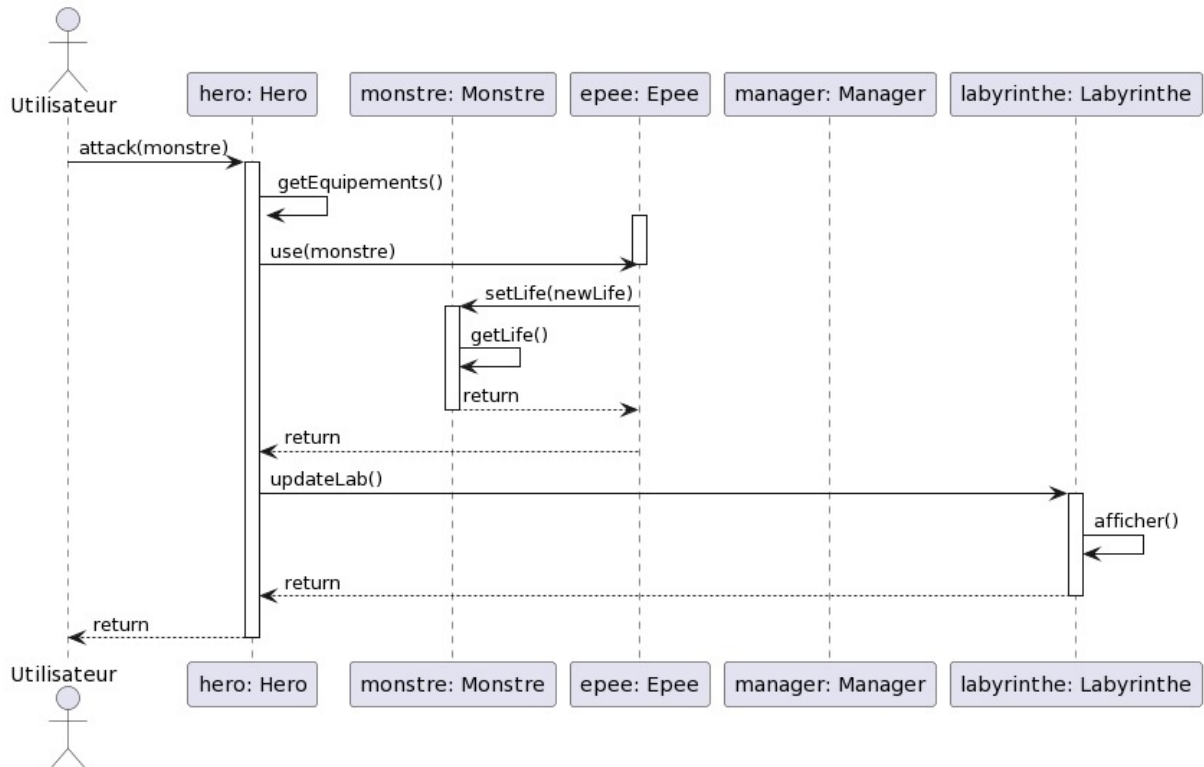 Utilisateur
hero: Hero
monstre: Monstre
epee: Epee
manager: Manager
labyrinthe: Labyrinthe
attack(monstre)
getEquipements()
use(monstre)
setLife(newLife)
getLife()
return
return
updateLab()
afficher()
return
return
Utilisateur
hero: Hero
monstre: Monstre
epee: Epee
manager: Manager
labyrinthe: Labyrinthe